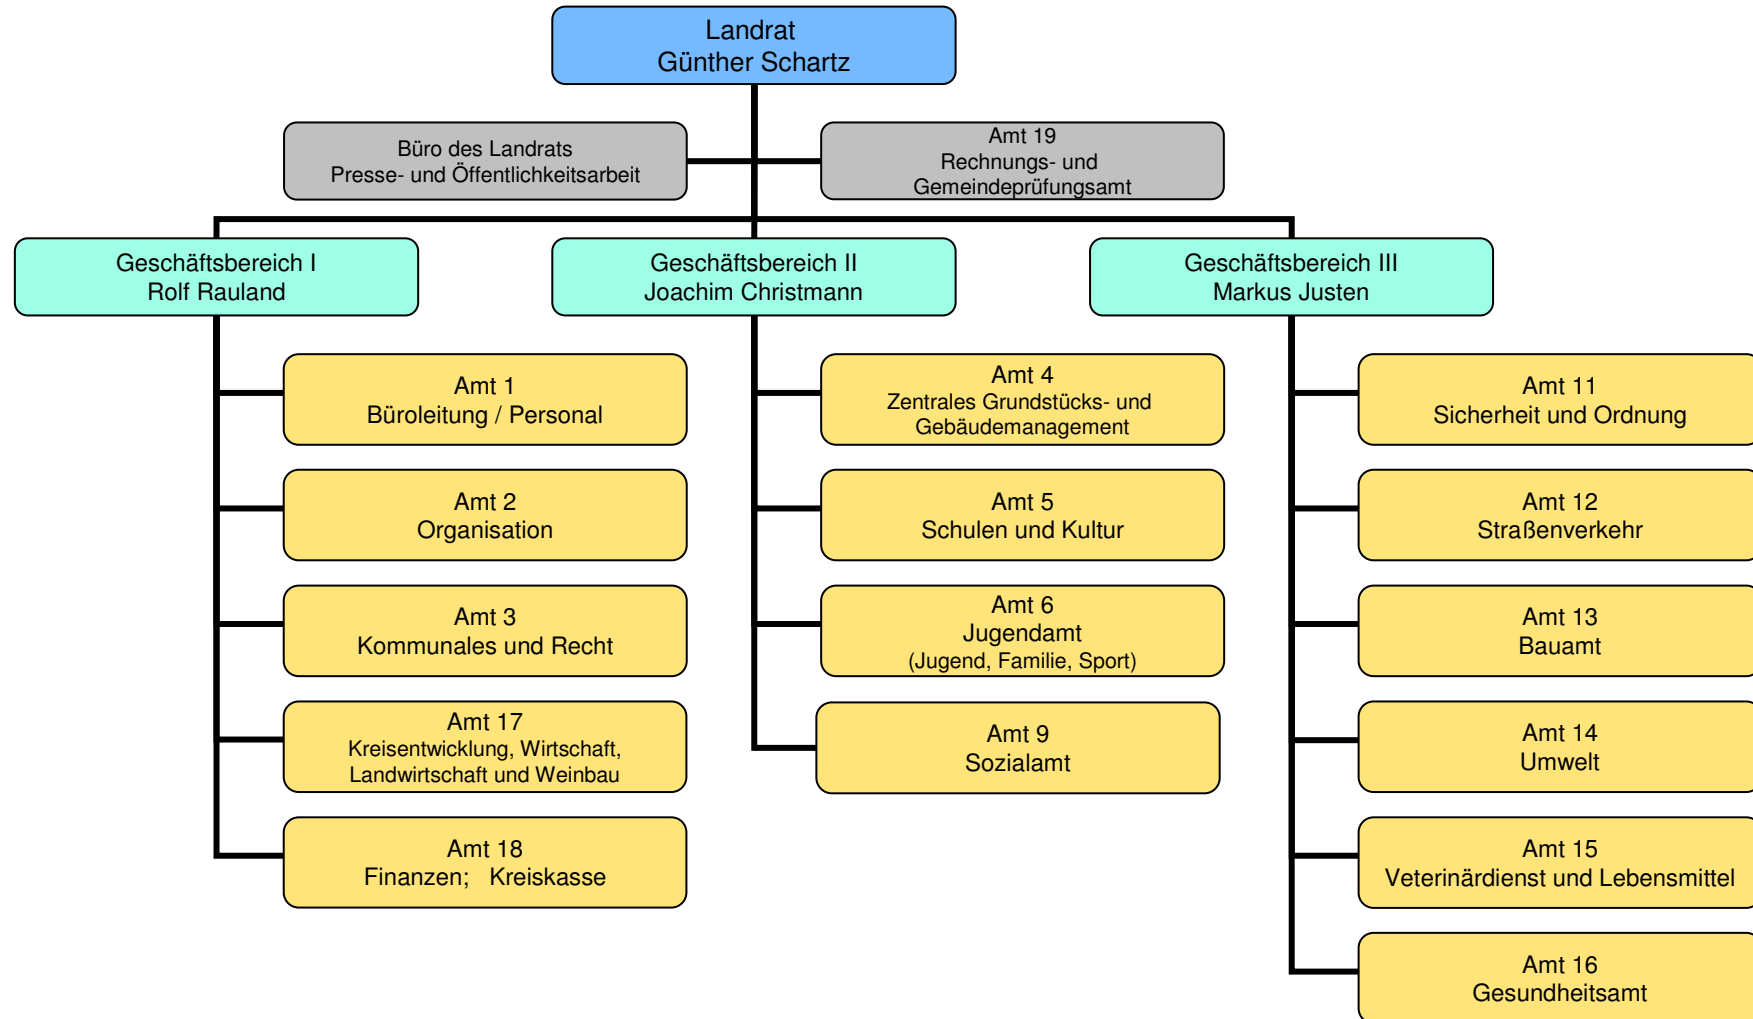 Landrat
Günther Schartz
Büro des Landrats
Presse- und Öffentlichkeitsarbeit
Amt 19
Rechnungs- und
Gemeindeprüfungsamt
Geschäftsbereich I
Rolf Rauland
Geschäftsbereich II
Joachim Christmann
Geschäftsbereich III
Markus Justen
Amt 1
Büroleitung / Personal
Amt 2
Organisation
Amt 3
Kommunales und Recht
Amt 17
Kreisentwicklung, Wirtschaft,
Landwirtschaft und Weinbau
Amt 18
Finanzen; Kreiskasse
Amt 4
Zentrales Grundstücks- und
Gebäudemanagement
Amt 5
Schulen und Kultur
Amt 6
Jugendamt
(Jugend, Familie, Sport)
Amt 9
Sozialamt
Amt 11
Sicherheit und Ordnung
Amt 12
Straßenverkehr
Amt 13
Bauamt
Amt 14
Umwelt
Amt 15
Veterinärdienst und Lebensmittel
Amt 16
Gesundheitsamt